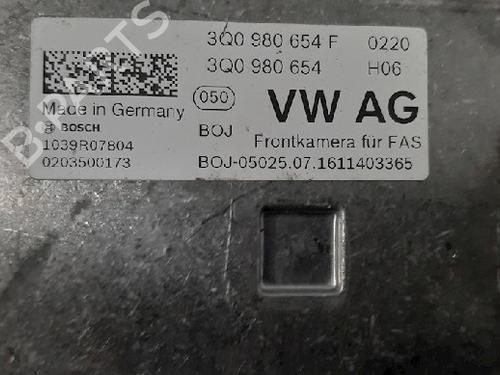 3Q0 980 654 F 0220
3Q0 980 654 H06
Made in Germany 050 VW AG
BOSCH BOJ Frontkamera für FAS
1039R07804
0203500173 BOJ-05025.07.1611403365